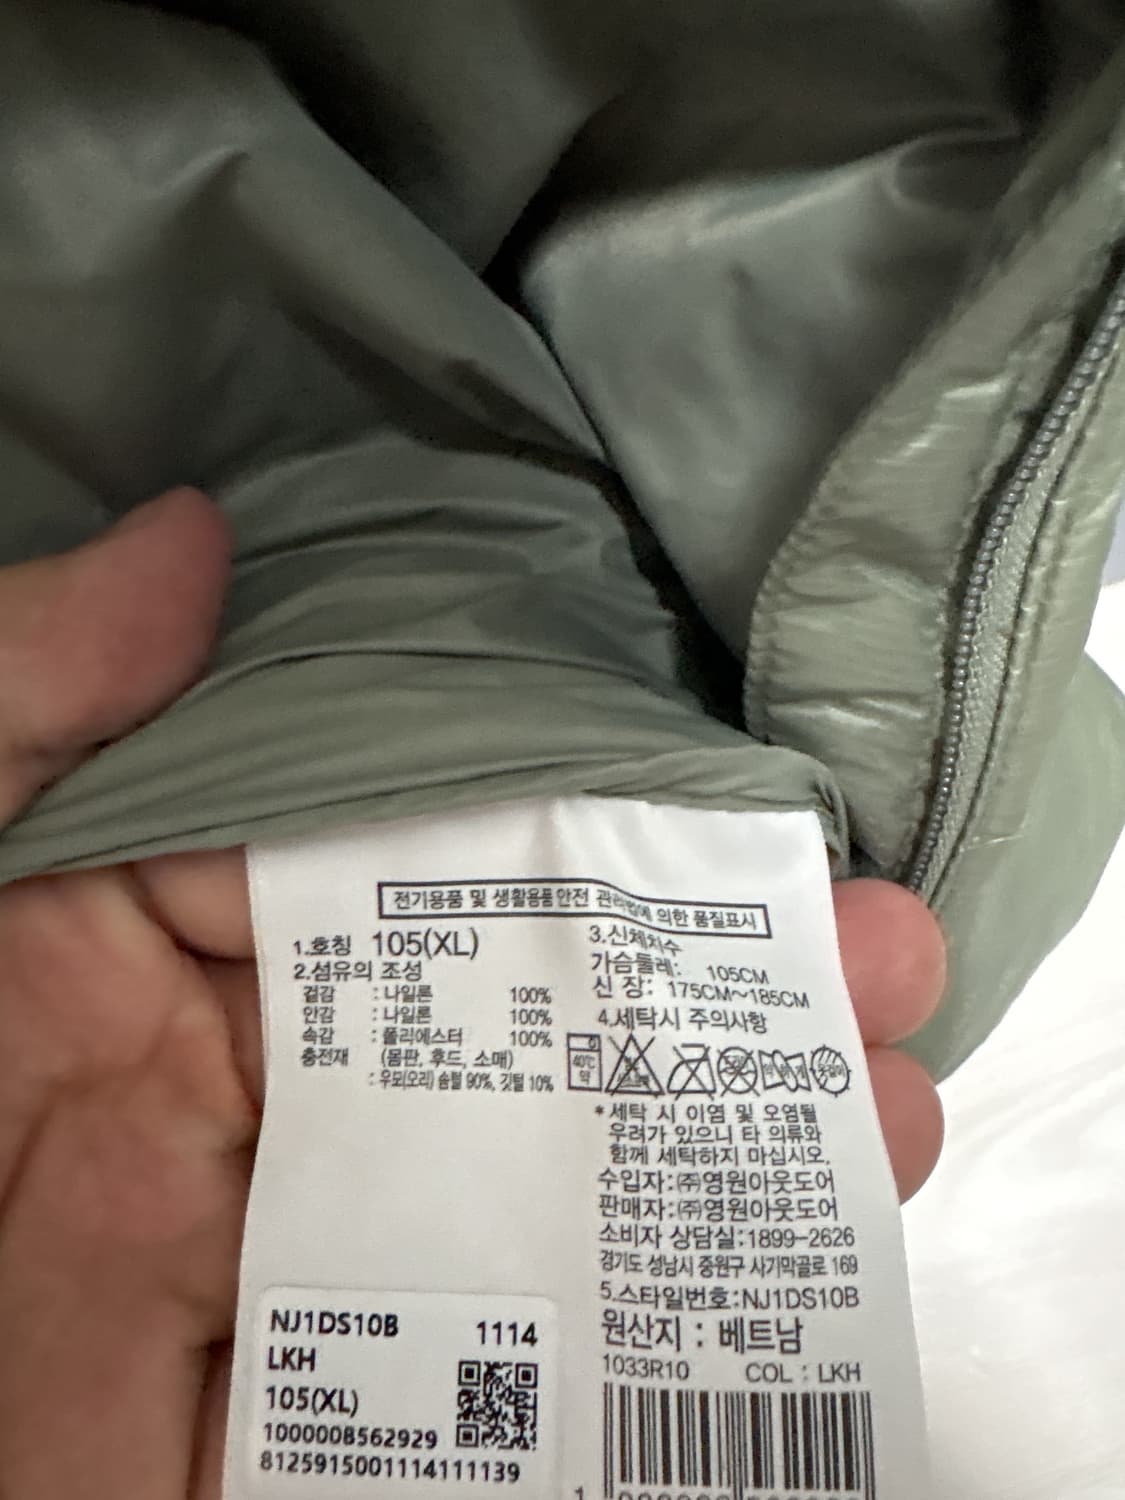 전기용품 및 생활용품안전 관리법에 의한 품질표시
1.호칭 105(XL)
2.섬유의 조성
겉감 : 나일론 100%
안감 : 나일론 100%
속감 : 폴리에스터 100%
충전재 (몸판, 후드, 소매)
: 우모(오리) 솜털 90%, 깃털 10%
3.신체치수
가슴둘레: 105CM
신 장: 175CM~185CM
4.세탁시 주의사항
40℃
약
약하게
* 세탁 시 이염 및 오염될
우려가 있으니 타 의류와
함께 세탁하지 마십시오.
수입자:㈜영원아웃도어
판매자:㈜영원아웃도어
소비자 상담실:1899-2626
경기도 성남시 중원구 사기막골로 169
5.스타일번호:NJ1DS10B
원산지 : 베트남
1033R10 COL : LKH
NJ1DS10B 1114
LKH
105(XL)
1000008562929
8125915001114111139